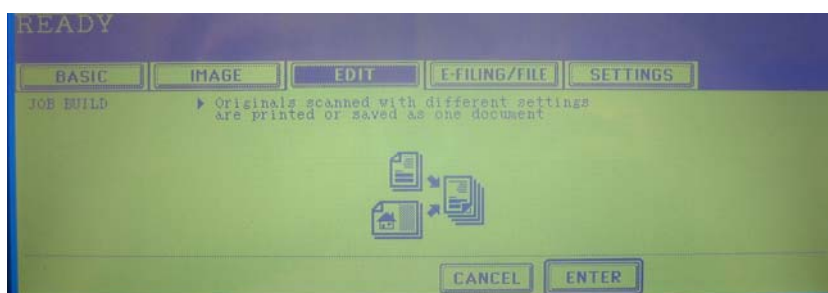 READY
BASIC IMAGE EDIT E-FILING/FILE SETTINGS
JOB BUILD ▶ Originals scanned with different settings
are printed or saved as one document
CANCEL ENTER